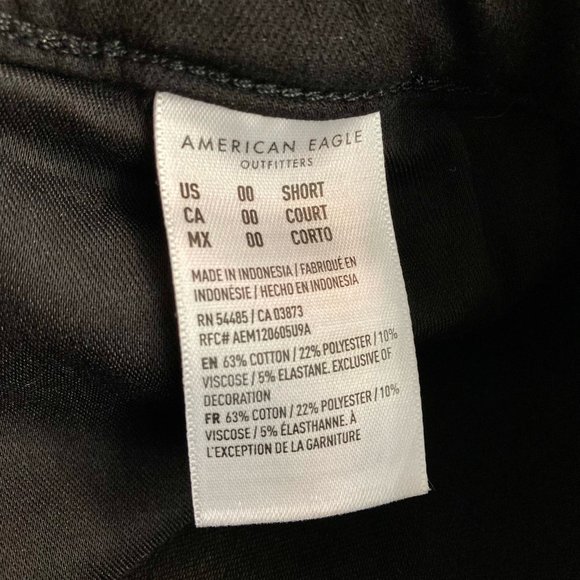 AMERICAN EAGLE
OUTFITTERS
US 00 SHORT
CA 00 COURT
MX 00 CORTO
MADE IN INDONESIA / FABRIQUÉ EN
INDONÉSIE / HECHO EN INDONESIA
RN 54485 / CA 03873
RFC# AEM120605U9A
EN 63% COTTON / 22% POLYESTER / 10%
VISCOSE / 5% ELASTANE. EXCLUSIVE OF
DECORATION
FR 63% COTON / 22% POLYESTER / 10%
VISCOSE / 5% ÉLASTHANNE. À
L'EXCEPTION DE LA GARNITURE